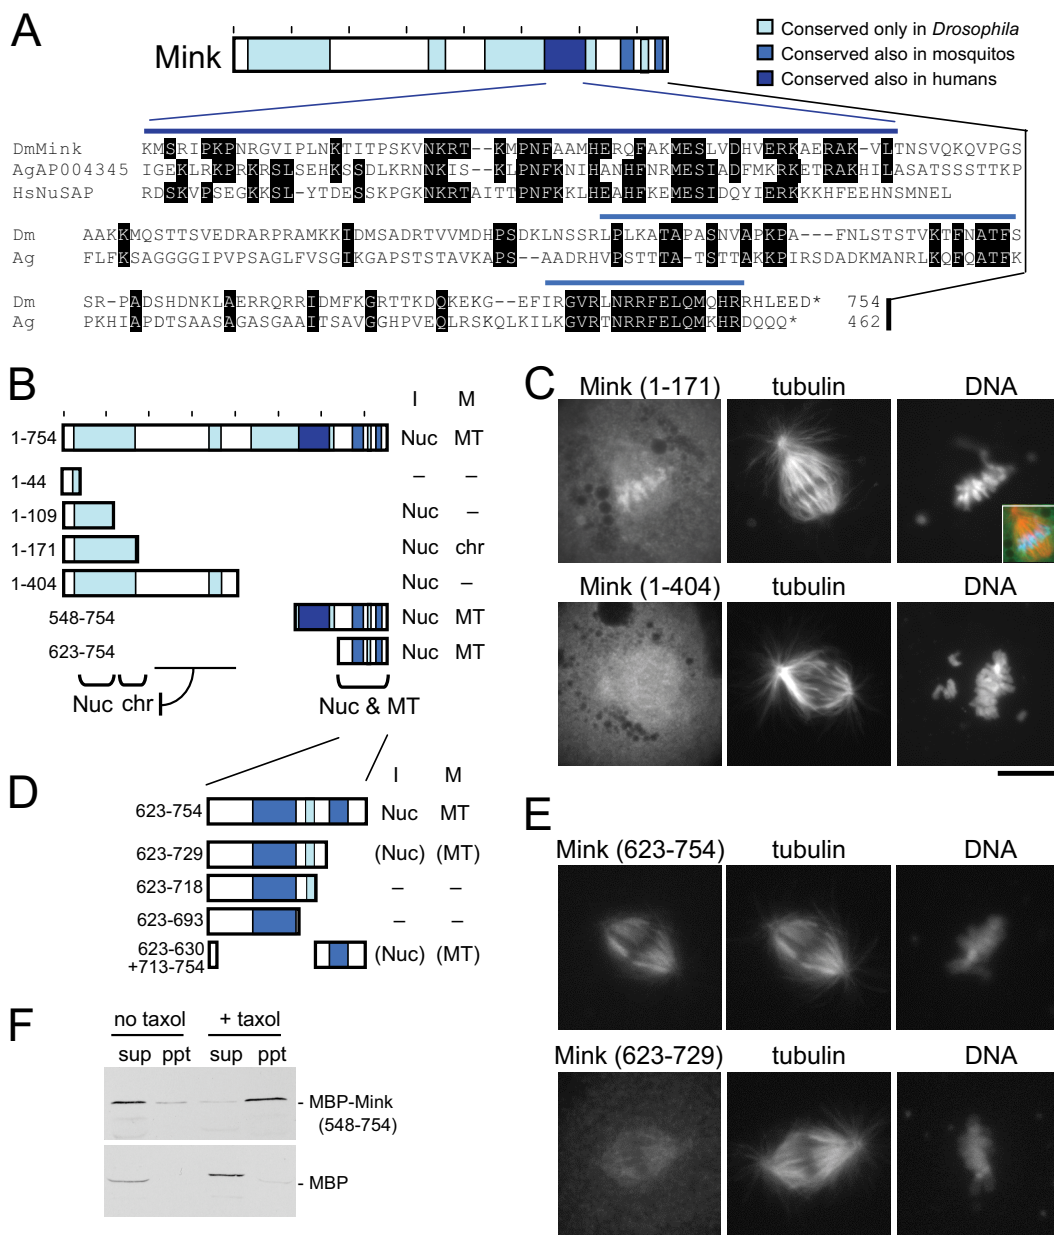 A
Mink
Conserved only in Drosophila
Conserved also in mosquitos
Conserved also in humans
DmMink KMSRIPKPNRGVIPLNKTITPSKVNKRT--KMPNFAAMHERQFAKMESLVDHVERKAERAK-VLTNSVQKQVPGS
AgAP004345 IGEKLRKPRKRSLSEHKSSDLKRNNKIS--KLPNFKNIHANHFNRMESIADFMKRKETRAKHILASATSSSTTKP
HsNuSAP RDSKVPSEGKKSL-YTDESSKPGKNKRTAITTPNFKKLHEAHFKEMESIDQYIERKKKHFEEHNSMNEL
Dm AAKKMQSTTSVEDRARPRAMKKIDMSADRTVVMDHPSDKLNSSRLPLKATAPASNVAPKPA---FNLSTSTVKTFNATFS
Ag FLFKSAGGGGIPVPSAGLFVSGIKGAPSTSTAVKAPS--AADRHVPSTTTA-TSTTAKKPIRSDADKMANRLKQFQATFK
Dm SR-PADSHDNKLAERRQRRIDMFKGRTTKDQKEKG--EFIRGVRLNRRFELQMQHRRHLEED* 754
Ag PKHIAPDTSAASAGASGAAITSAVGGHPVEQLRSKQLKILKGVRTNRRFELQMKHRDQQQ* 462
B
I M
1-754 Nuc MT
1-44 – –
1-109 Nuc –
1-171 Nuc chr
1-404 Nuc –
548-754 Nuc MT
623-754 Nuc MT
Nuc chr Nuc & MT
C
Mink (1-171) tubulin DNA
Mink (1-404) tubulin DNA
D
I M
623-754 Nuc MT
623-729 (Nuc) (MT)
623-718 – –
623-693 – –
623-630
+713-754 (Nuc) (MT)
E
Mink (623-754) tubulin DNA
Mink (623-729) tubulin DNA
F
no taxol + taxol
sup ppt sup ppt
- MBP-Mink
(548-754)
- MBP